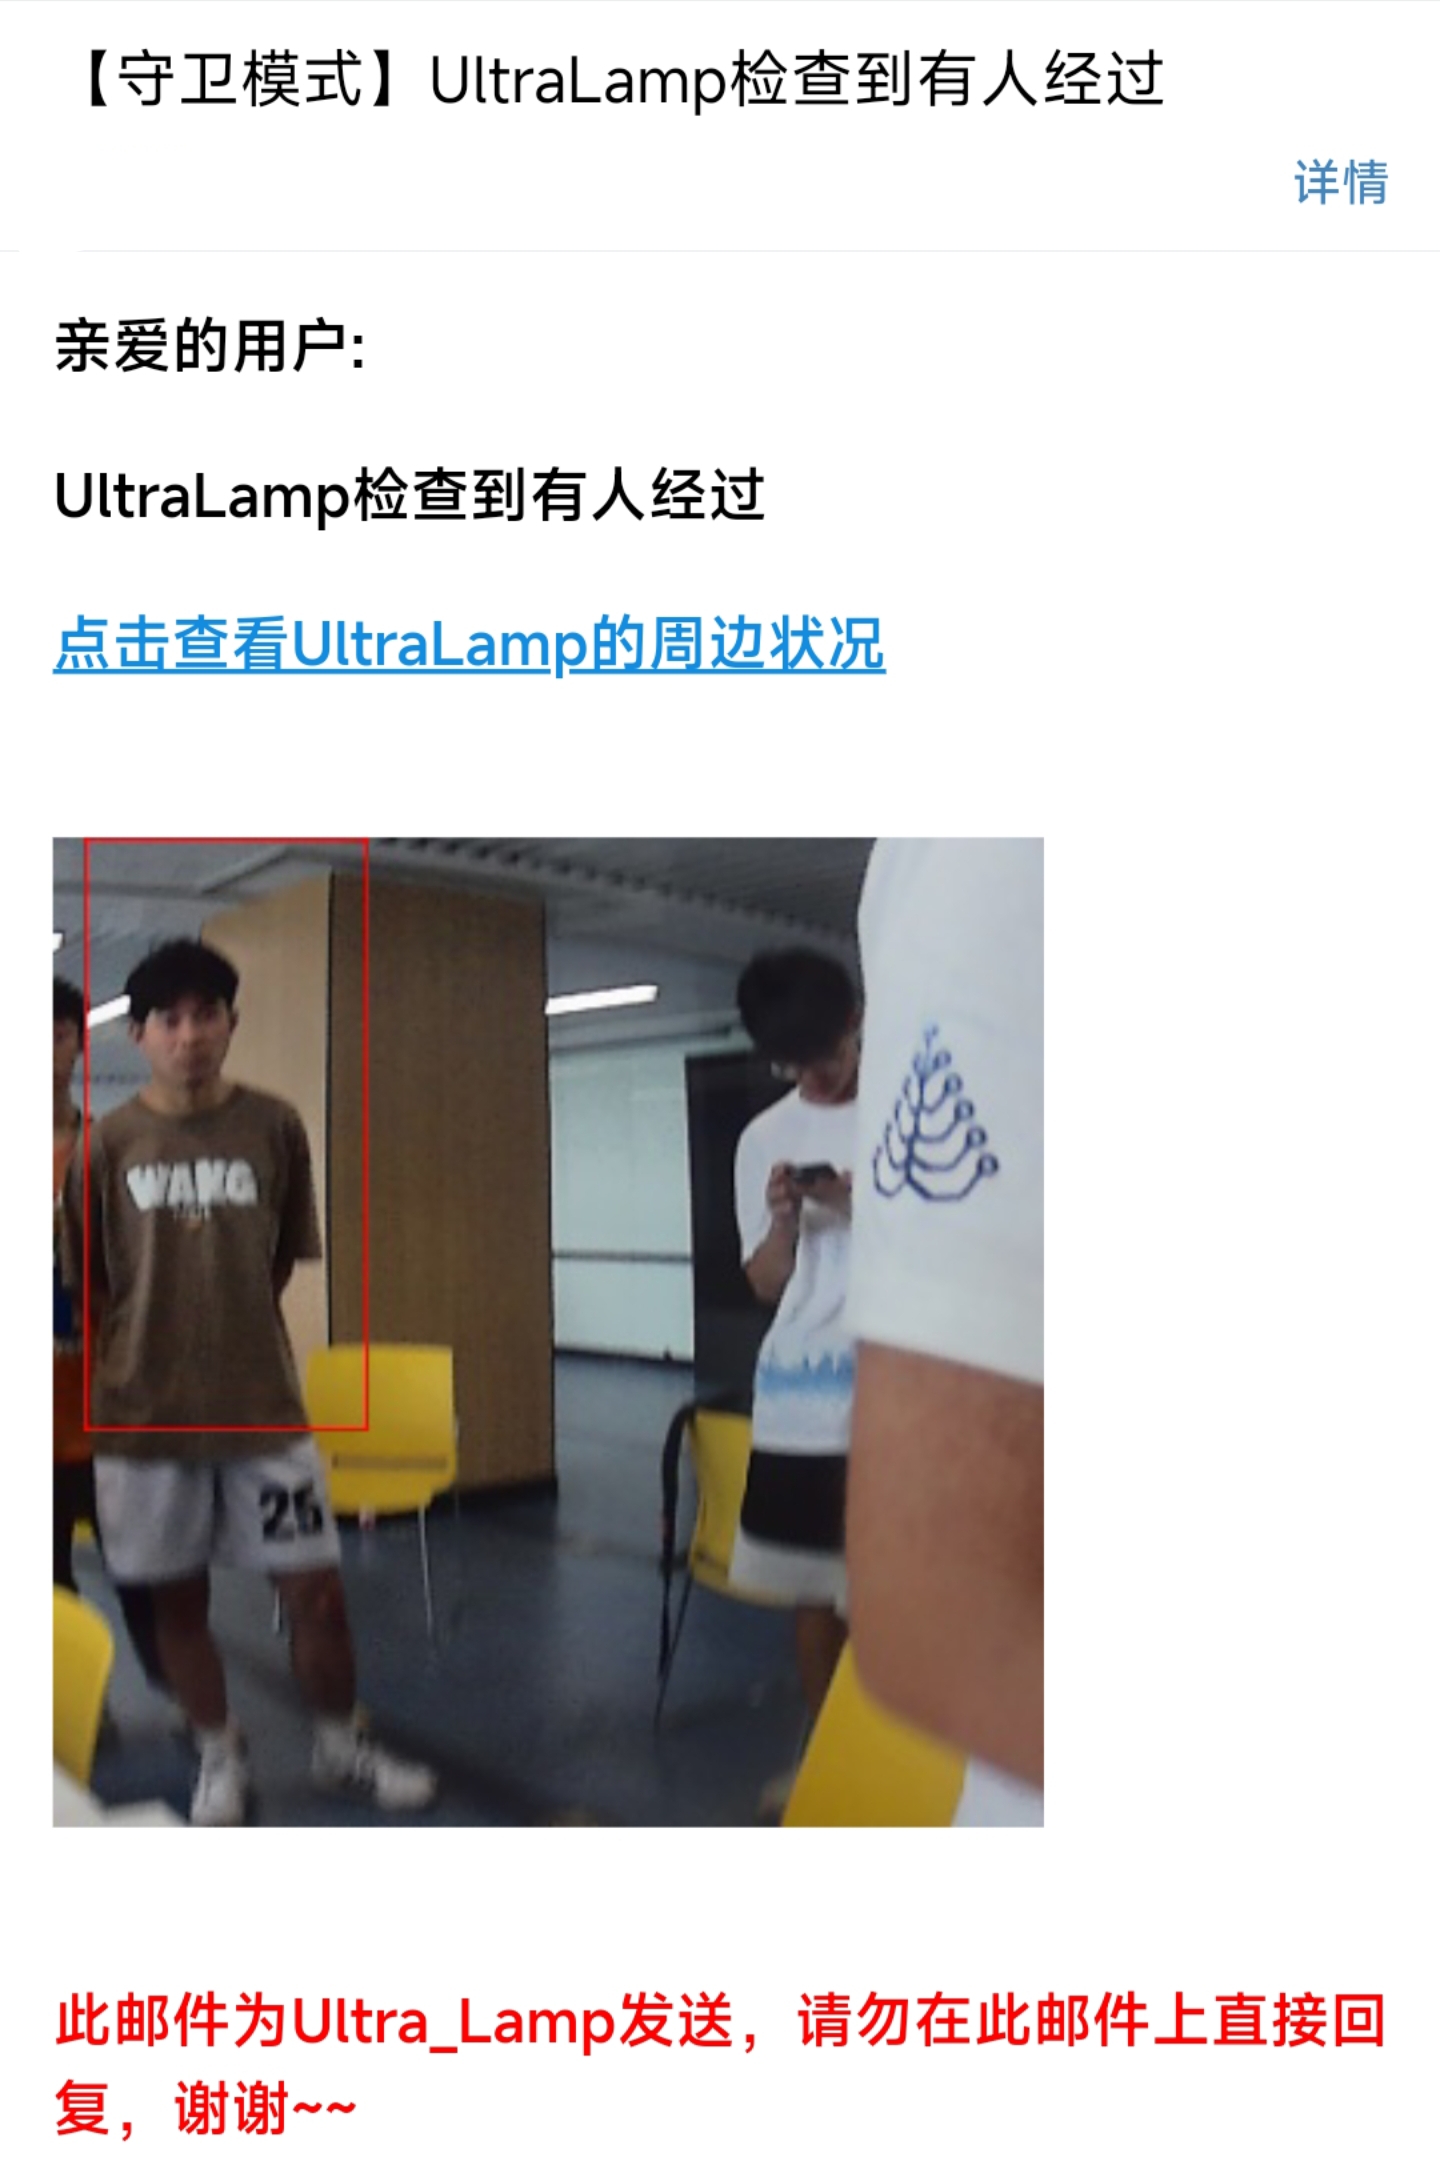 【守卫模式】UltraLamp检查到有人经过
详情
亲爱的用户:
UltraLamp检查到有人经过
点击查看UltraLamp的周边状况
WANG
25
此邮件为Ultra_Lamp发送，请勿在此邮件上直接回
复，谢谢~~